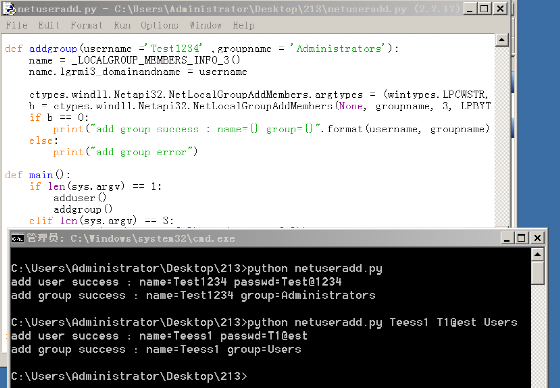 netuseradd.py - C:\Users\Administrator\Desktop\213\netuseradd.py (2.7.17)
File Edit Format Run Options Window Help
def addgroup(username ='Test1234' ,groupname = 'Administrators'):
    name = _LOCALGROUP_MEMBERS_INFO_3()
    name.lgrmi3_domainandname = username

    ctypes.windll.Netapi32.NetLocalGroupAddMembers.argtypes = (wintypes.LPCWSTR,
    b = ctypes.windll.Netapi32.NetLocalGroupAddMembers(None, groupname, 3, LPBYT
    if b == 0:
        print("add group success : name={} group={}".format(username, groupname)
    else:
        print("add group error")

def main():
    if len(sys.argv) == 1:
        adduser()
        addgroup()
    elif len(sys.argv) == 3:
管理员: C:\Windows\system32\cmd.exe
C:\Users\Administrator\Desktop\213>python netuseradd.py
add user success : name=Test1234 passwd=Test@1234
add group success : name=Test1234 group=Administrators

C:\Users\Administrator\Desktop\213>python netuseradd.py Teess1 T1@est Users
add user success : name=Teess1 passwd=T1@est
add group success : name=Teess1 group=Users

C:\Users\Administrator\Desktop\213>